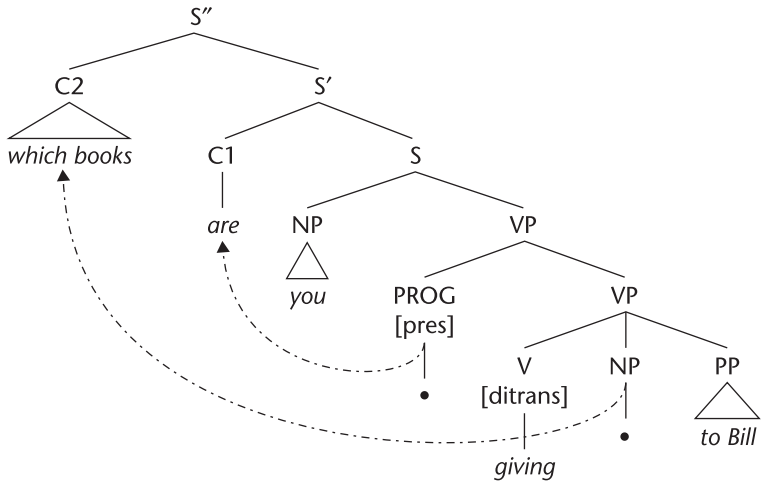 S″
C2 S′
which books C1 S
are NP VP
you PROG VP
[pres]
V NP PP
[ditrans]
to Bill
giving